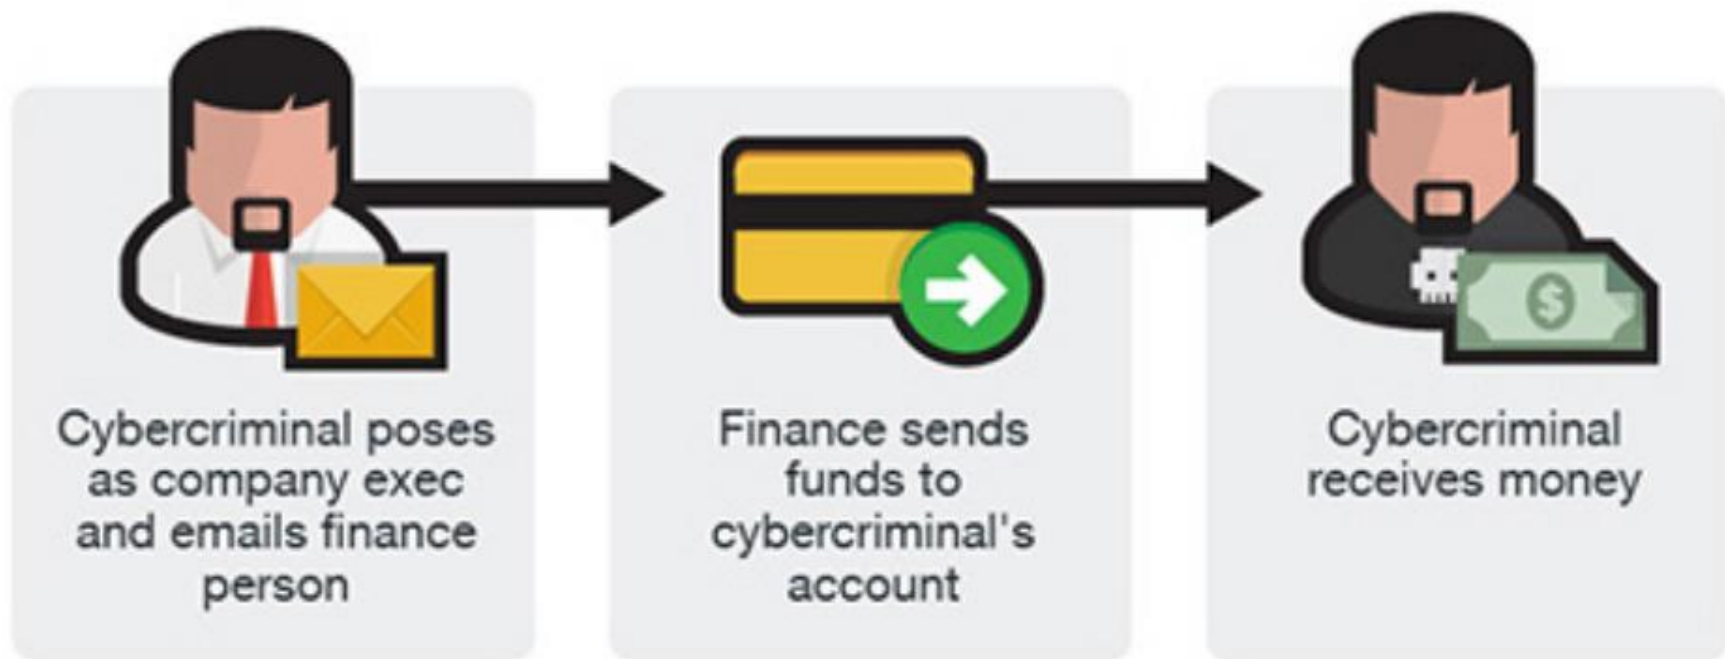 Cybercriminal poses
as company exec
and emails finance
person
Finance sends
funds to
cybercriminal's
account
Cybercriminal
receives money
$